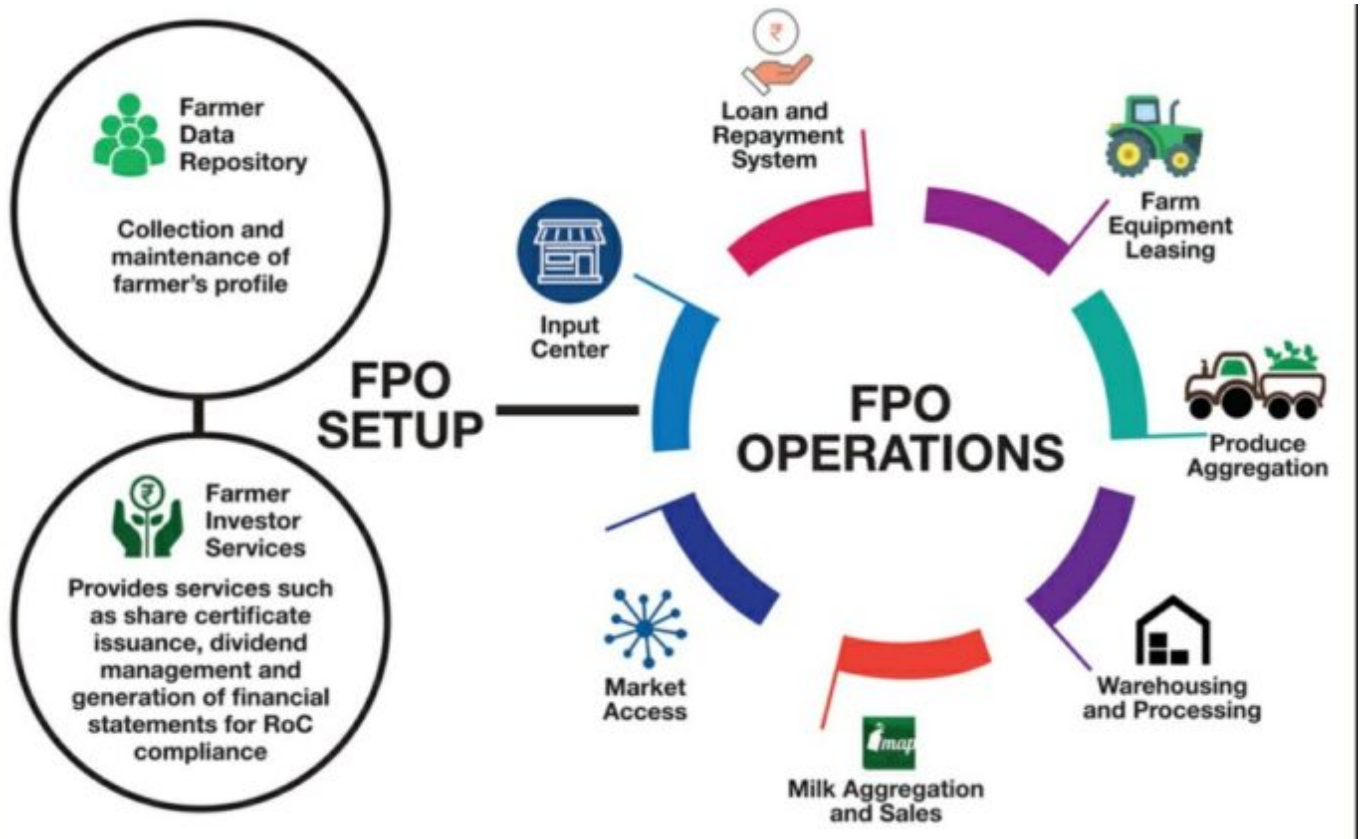 Farmer
Data
Repository
Collection and
maintenance of
farmer's profile
FPO
SETUP
Farmer
Investor
Services
Provides services such
as share certificate
issuance, dividend
management and
generation of financial
statements for RoC
compliance
₹
Loan and
Repayment
System
Farm
Equipment
Leasing
Input
Center
FPO
OPERATIONS
Produce
Aggregation
Warehousing
and Processing
Market
Access
map
Milk Aggregation
and Sales